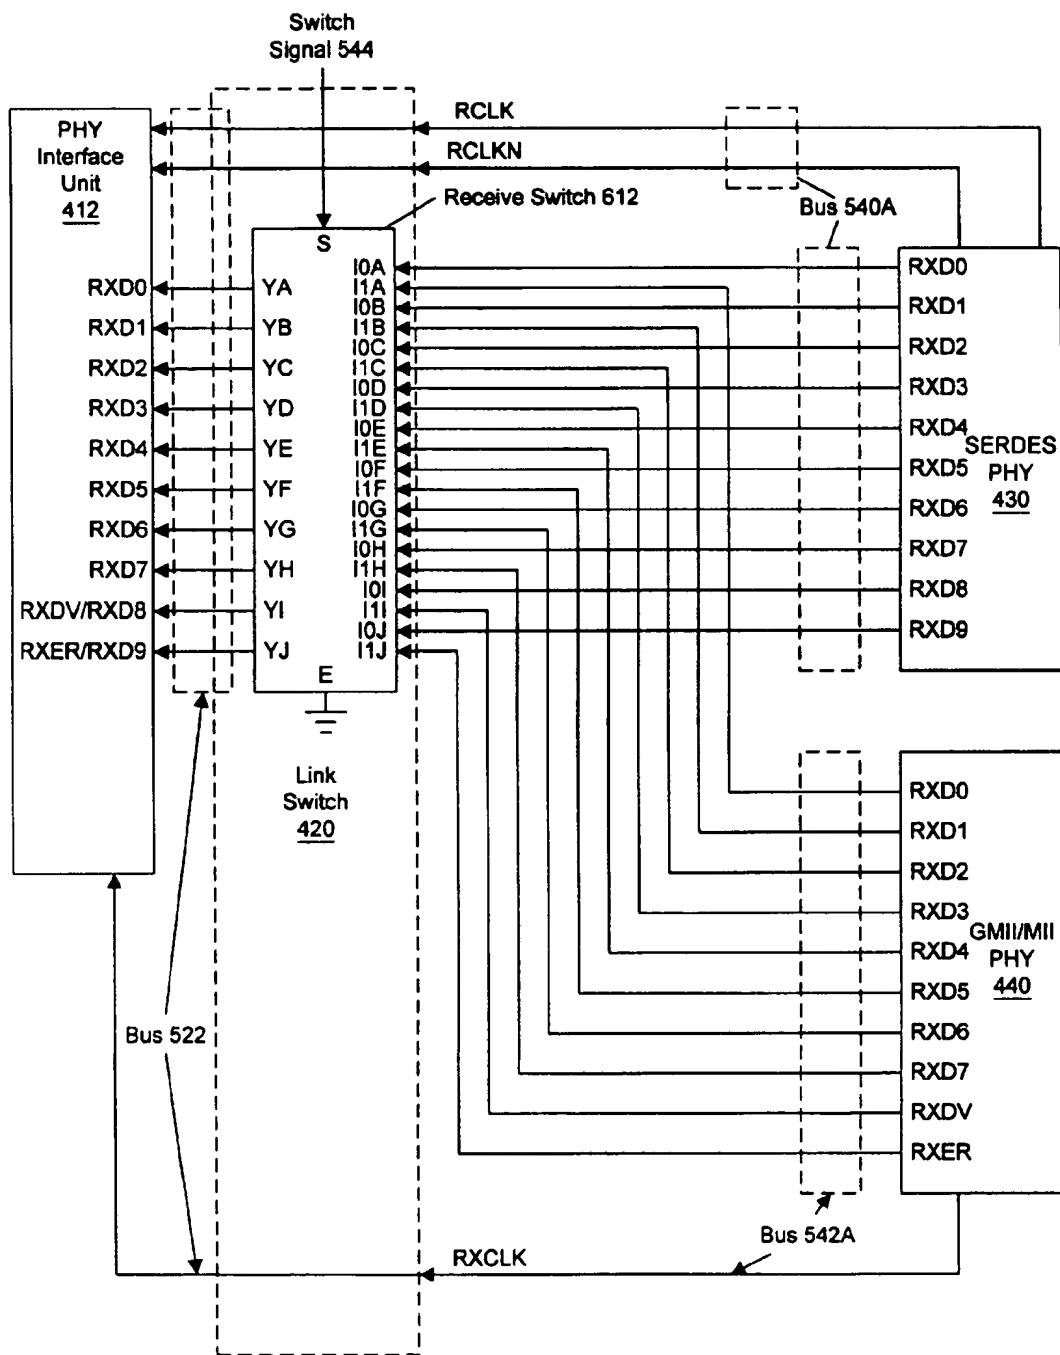 Switch
Signal 544
PHY
Interface
Unit
412
RCLK
RCLKN
Receive Switch 612
Bus 540A
S
RXD0
RXD1
RXD2
RXD3
RXD4
RXD5
RXD6
RXD7
RXDV/RXD8
RXER/RXD9
YA
YB
YC
YD
YE
YF
YG
YH
YI
YJ
E
I0A
I1A
I0B
I1B
I0C
I1C
I0D
I1D
I0E
I1E
I0F
I1F
I0G
I1G
I0H
I1H
I0I
I1I
I0J
I1J
RXD0
RXD1
RXD2
RXD3
RXD4
RXD5
RXD6
RXD7
RXD8
RXD9
SERDES
PHY
430
Link
Switch
420
RXD0
RXD1
RXD2
RXD3
RXD4
RXD5
RXD6
RXD7
RXDV
RXER
GMII/MII
PHY
440
Bus 522
Bus 542A
RXCLK